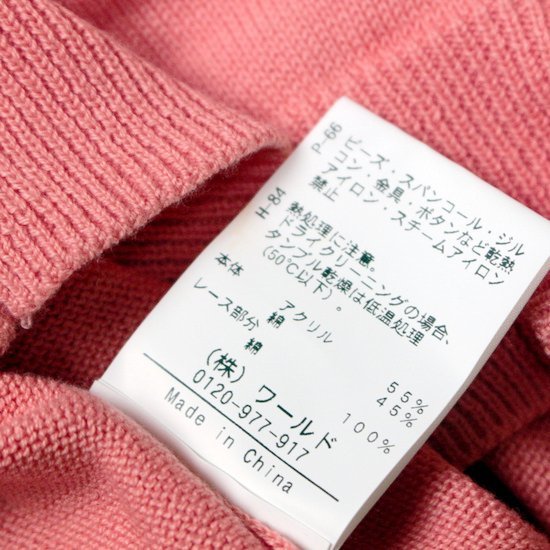 P-66 ビーズ・スパンコール・ジル
コン・金具・ボタンなど乾熱
アイロン・スチームアイロン
禁止
H-84 熱処理に注意。
ドライクリーニングの場合、
タンブル乾燥は低温処理
(50℃以下)。
本体 アクリル 55%
綿 45%
レース部分 綿 100%
(株) ワールド
0120-977-917
Made in China